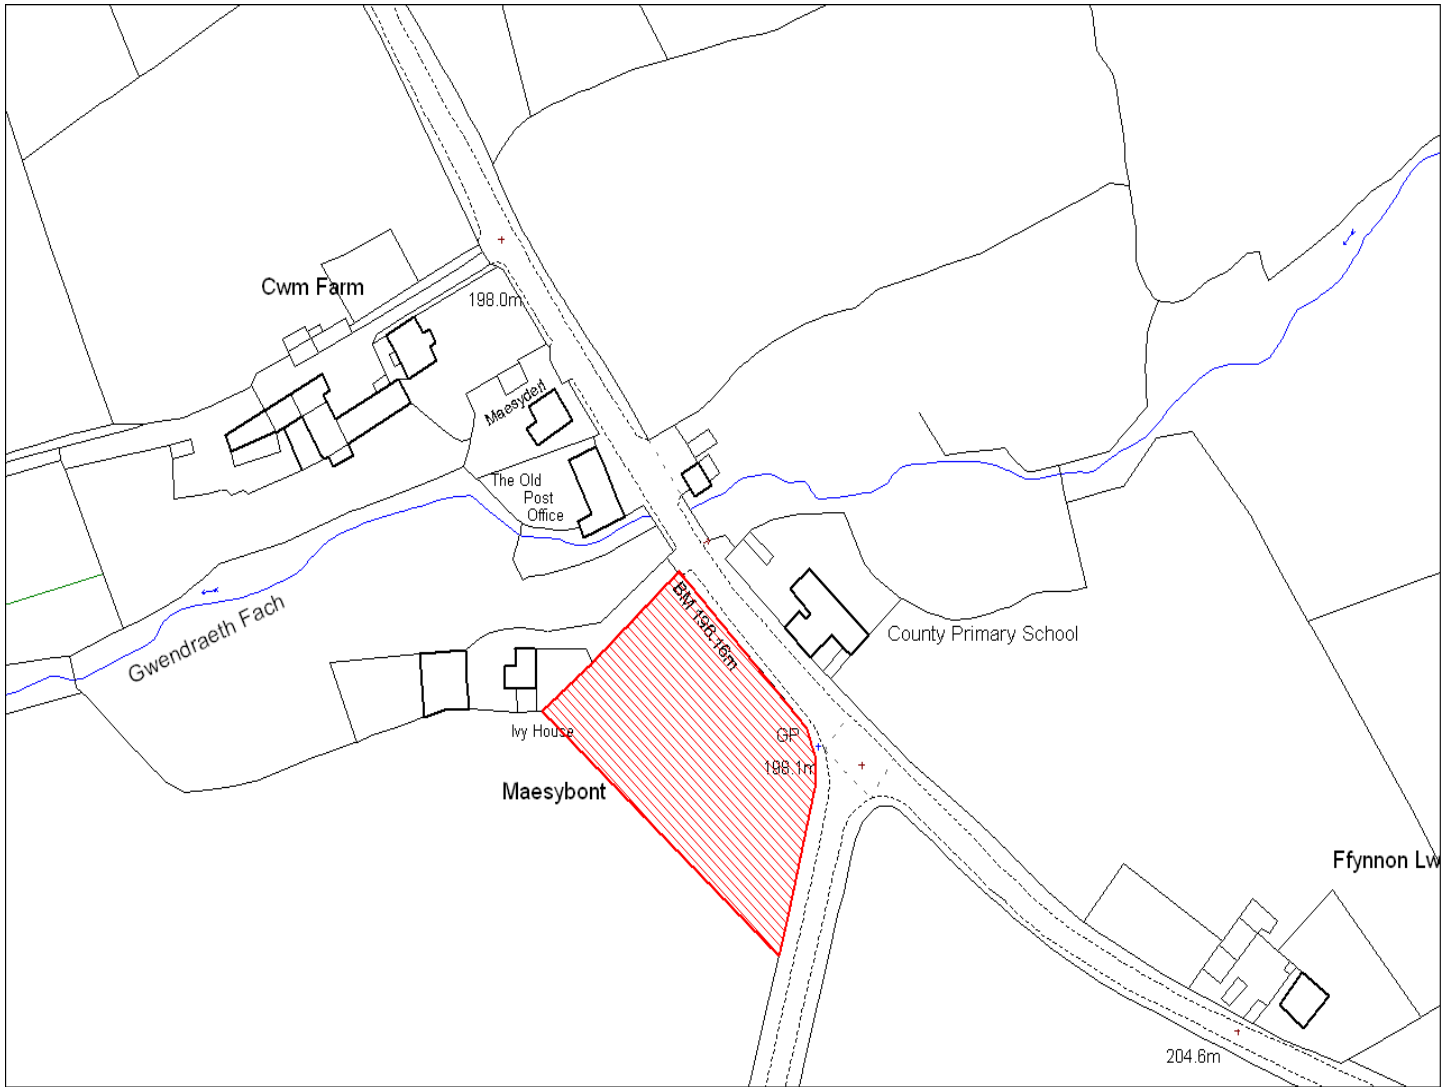 Cwm Farm
198.0m
Maesyderi
The Old
Post
Office
BM 198.16m
Gwendraeth Fach
County Primary School
Ivy House
GP
198.1m
Maesybont
Ffynnon Lw
204.6m